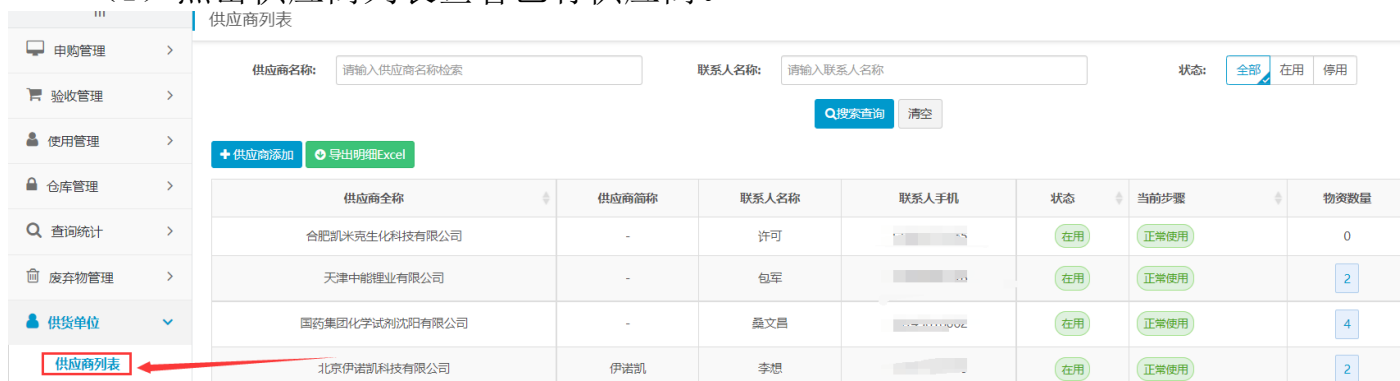 供应商列表
申购管理
验收管理
使用管理
仓库管理
查询统计
废弃物管理
供货单位
供应商列表
供应商名称: 请输入供应商名称检索 联系人名称: 请输入联系人名称 状态: 全部 在用 停用
搜索查询 清空
供应商添加 导出明细Excel
供应商全称 供应商简称 联系人名称 联系人手机 状态 当前步骤 物资数量
合肥凯米克生化科技有限公司 - 许可 在用 正常使用 0
天津中能锂业有限公司 - 包军 在用 正常使用 2
国药集团化学试剂沈阳有限公司 - 桑文昌 在用 正常使用 4
北京伊诺凯科技有限公司 伊诺凯 李想 在用 正常使用 2